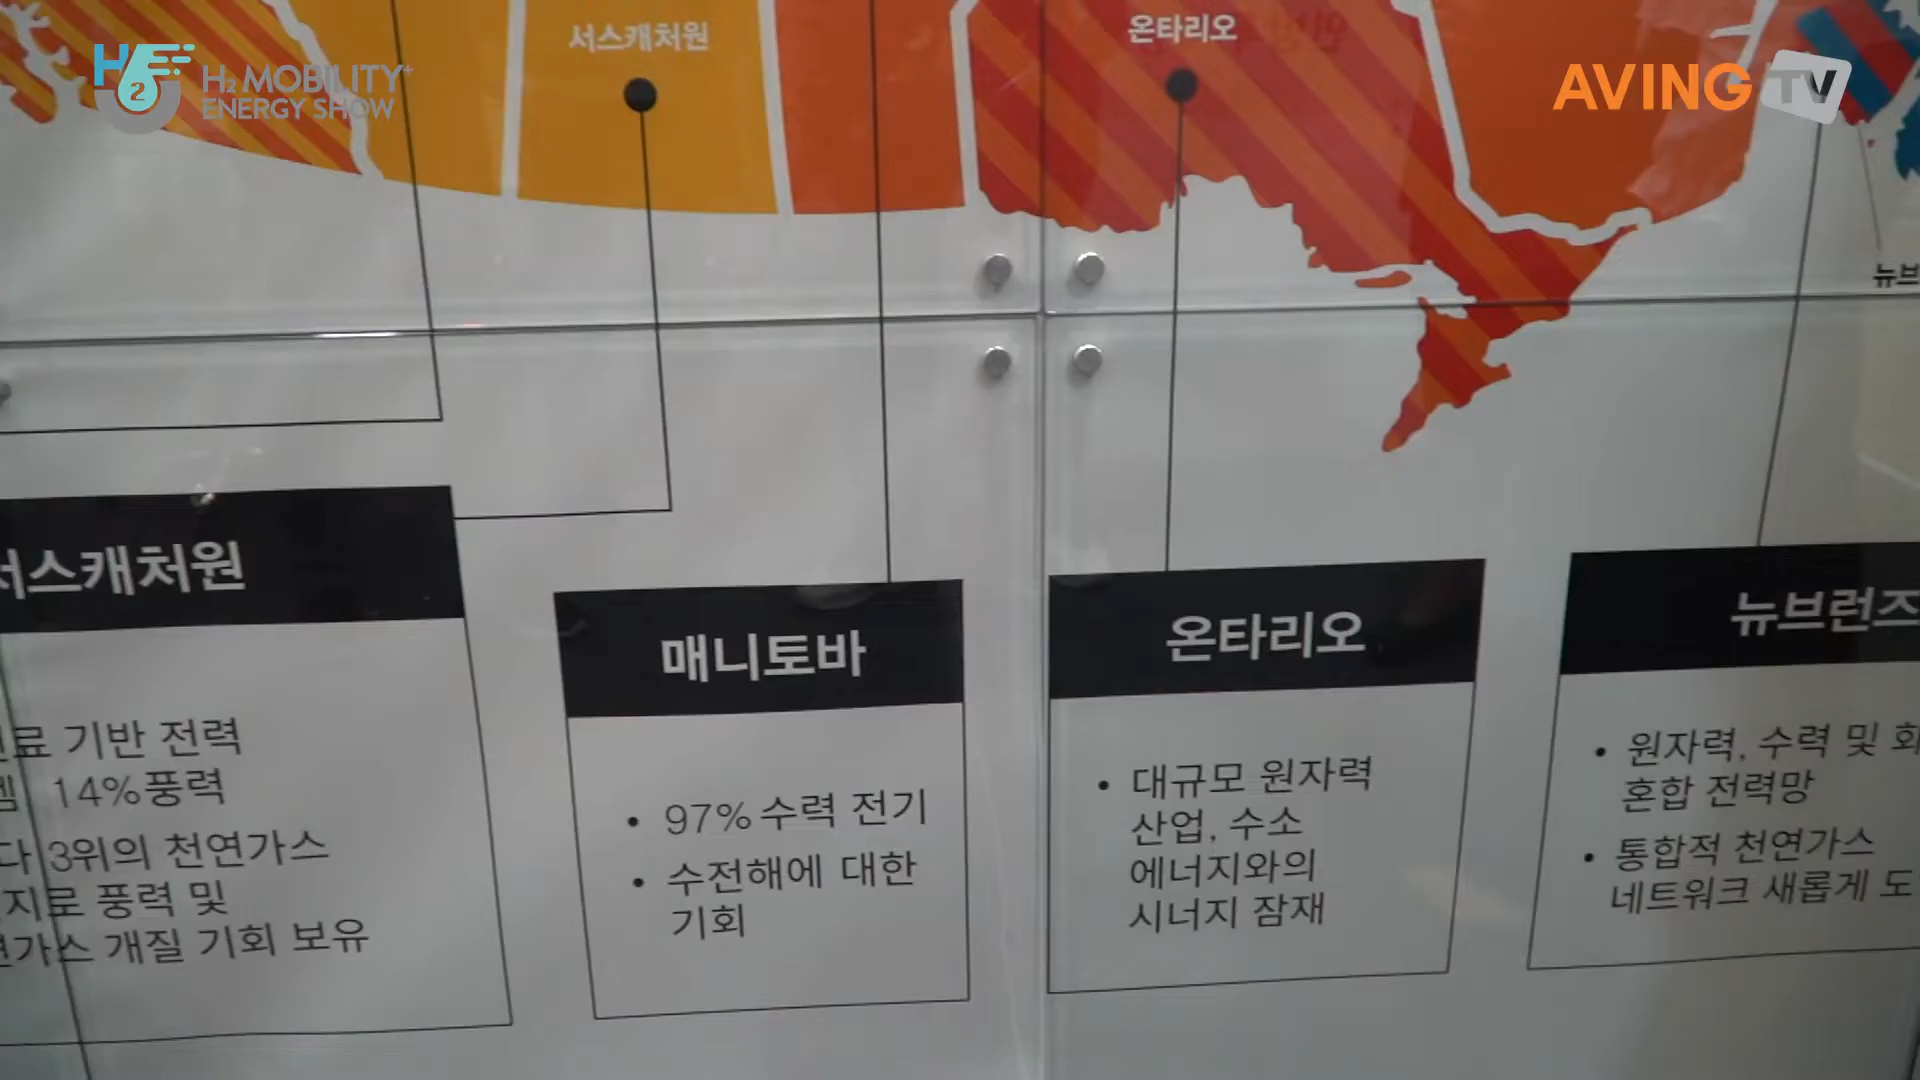 서스캐처원
온타리오
H2 MOBILITY+
ENERGY SHOW
AVING TV
서스캐처원
기반 전력
14%풍력
3위의 천연가스
풍력 및
개질 기회 보유
매니토바
• 97% 수력 전기
• 수전해에 대한
기회
온타리오
• 대규모 원자력
산업, 수소
에너지와의
시너지 잠재
뉴브런즈
• 원자력, 수력 및
혼합 전력망
• 통합적 천연가스
네트워크 새롭게